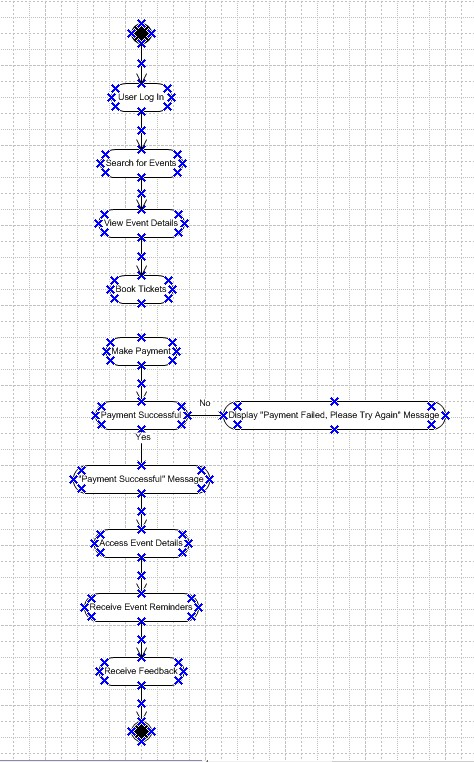 User Log In
Search for Events
View Event Details
Book Tickets
Make Payment
Payment Successful
No
Display "Payment Failed, Please Try Again" Message
Yes
"Payment Successful" Message
Access Event Details
Receive Event Reminders
Receive Feedback